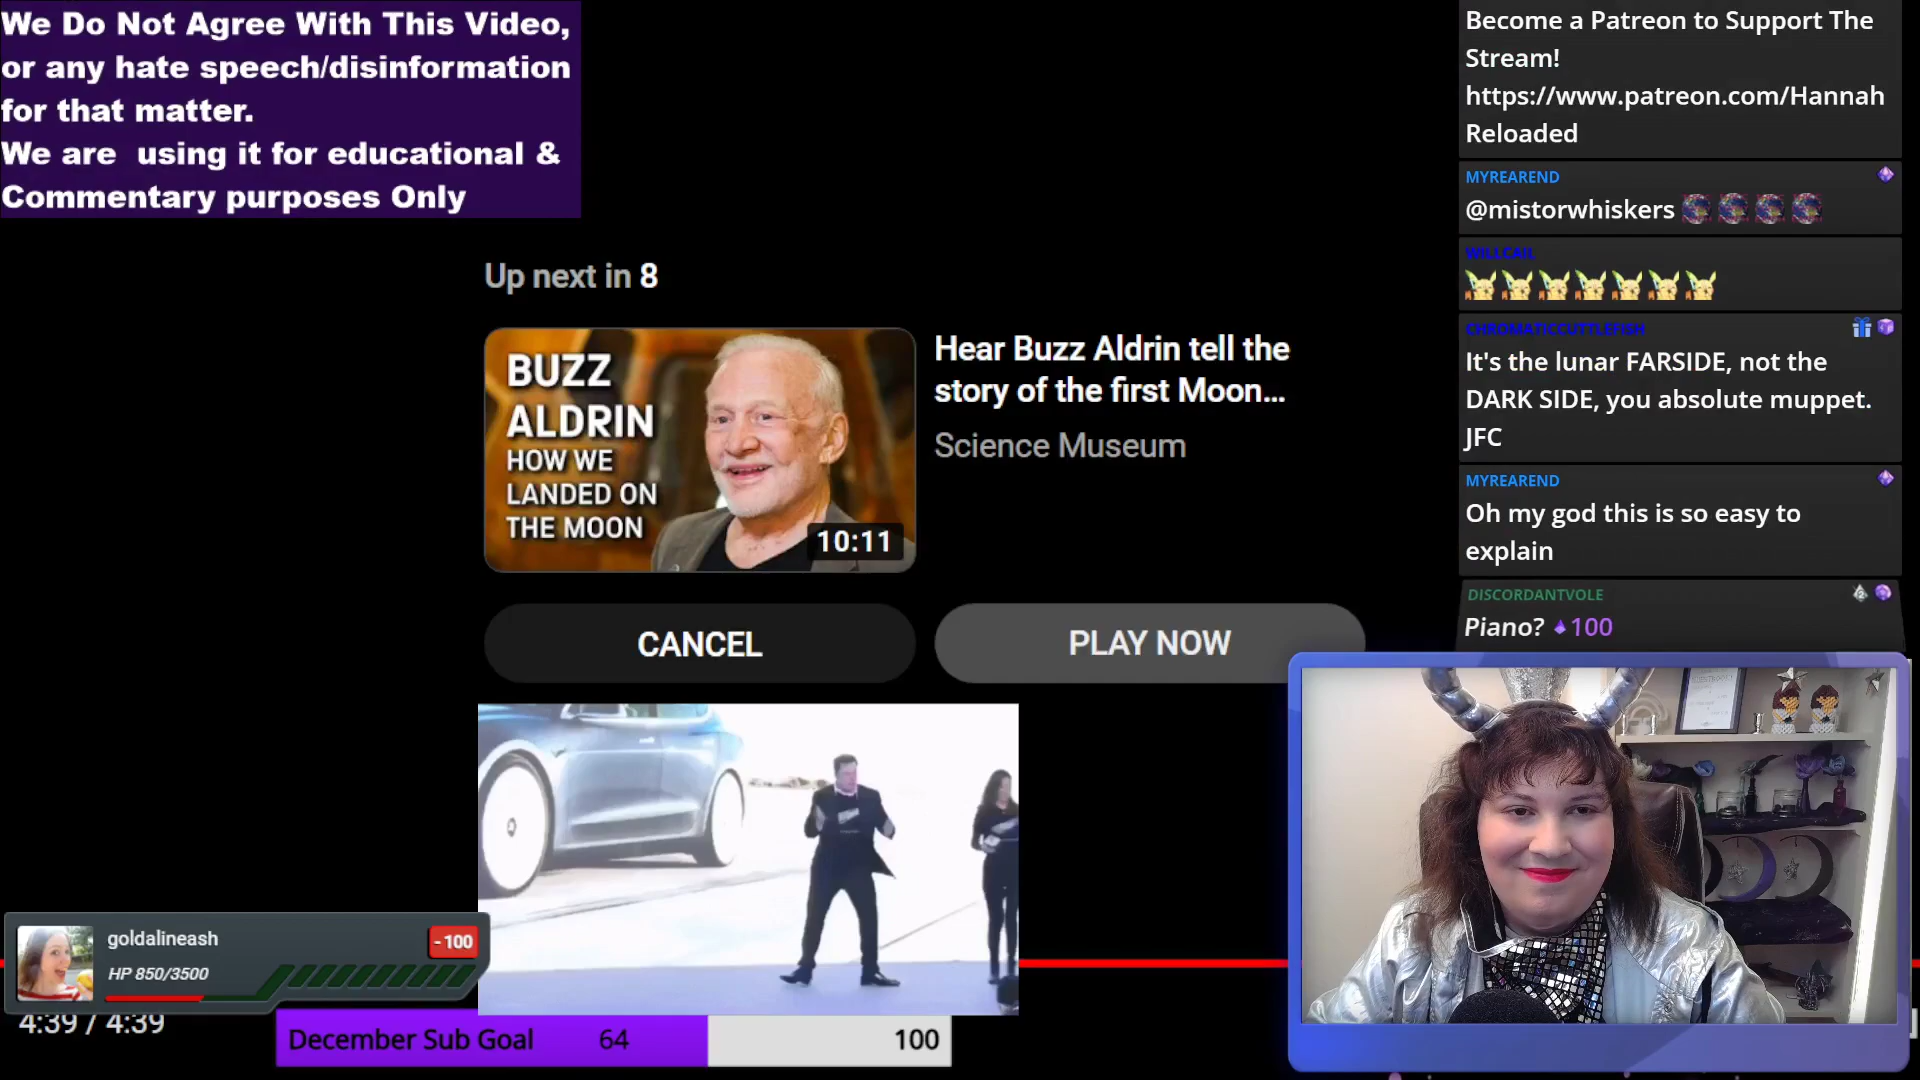 We Do Not Agree With This Video,
or any hate speech/disinformation
for that matter.
We are using it for educational &
Commentary purposes Only
Up next in 8
BUZZ
ALDRIN
HOW WE
LANDED ON
THE MOON
10:11
Hear Buzz Aldrin tell the
story of the first Moon...
Science Museum
CANCEL
PLAY NOW
Become a Patreon to Support The
Stream!
https://www.patreon.com/Hannah
Reloaded
MYREAREND
@mistorwhiskers
WILLCAIL
CHROMATICCUTTLEFISH
It's the lunar FARSIDE, not the
DARK SIDE, you absolute muppet.
JFC
MYREAREND
Oh my god this is so easy to
explain
DISCORDANTVOLE
Piano? 100
goldalineash
-100
HP 850/3500
4:39 / 4:39
December Sub Goal 64 100